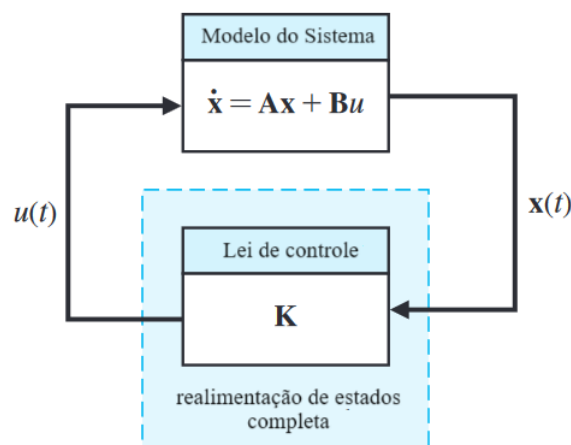 Modelo do Sistema
ẋ = Ax + Bu
u(t)
x(t)
Lei de controle
K
realimentação de estados
completa